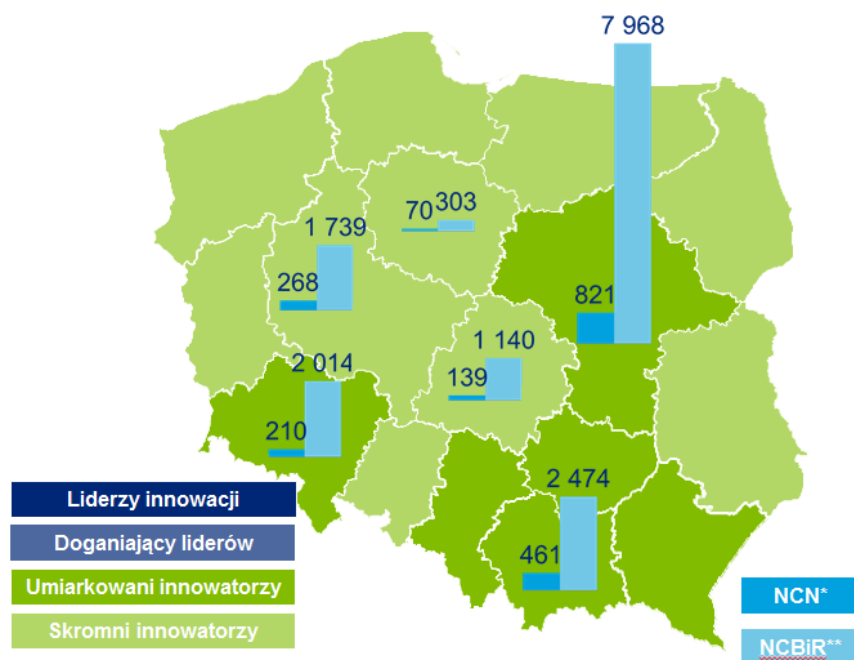 7 968
70 303
1 739
268
821
1 140
139
2 014
210
2 474
461
Liderzy innowacji
Doganiający liderów
Umiarkowani innowatorzy
Skromni innowatorzy
NCN*
NCBiR**